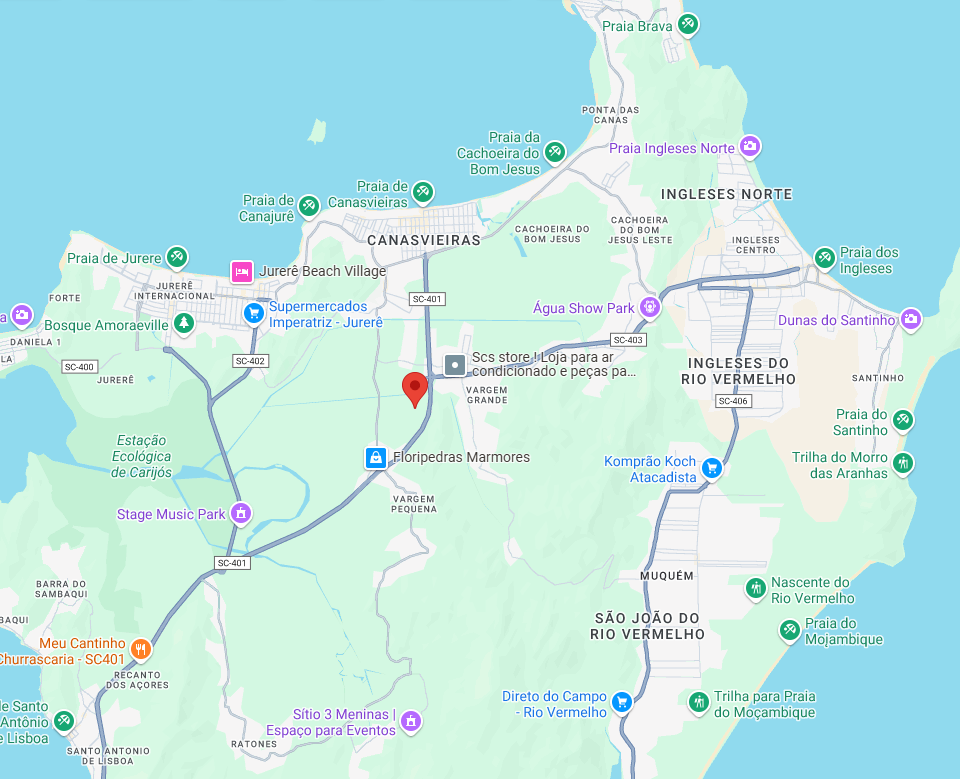 Praia Brava
PONTA DAS
CANAS
Praia da
Cachoeira do
Bom Jesus
Praia Ingleses Norte
Praia de
Canasvieiras
Praia de
Canajurê
INGLESES NORTE
CACHOEIRA
DO BOM
JESUS LESTE
CACHOEIRA DO
BOM JESUS
CANASVIEIRAS
INGLESES
CENTRO
Praia dos
Ingleses
Praia de Jurere
Jurerê Beach Village
JURERÊ
INTERNACIONAL
FORTE
SC-401
Supermercados
Imperatriz - Jurerê
Água Show Park
Dunas do Santinho
a
Bosque Amoraeville
DANIELA 1
LA
SC-403
SC-402
SC-400
JURERÊ
Scs store ! Loja para ar
condicionado e peças pa...
INGLESES DO
RIO VERMELHO
SANTINHO
VARGEM
GRANDE
SC-406
Praia do
Santinho
Estação
Ecológica
de Carijós
Floripedras Marmores
Komprão Koch
Atacadista
Trilha do Morro
das Aranhas
VARGEM
PEQUENA
Stage Music Park
SC-401
MUQUÉM
BARRA DO
SAMBAQUI
BAQUI
Nascente do
Rio Vermelho
SÃO JOÃO DO
RIO VERMELHO
Praia do
Mojambique
Meu Cantinho
Churrascaria - SC401
RECANTO
DOS AÇORES
Direto do Campo
- Rio Vermelho
Trilha para Praia
do Moçambique
de Santo
Antônio
e Lisboa
Sítio 3 Meninas |
Espaço para Eventos
RATONES
SANTO ANTONIO
DE LISBOA